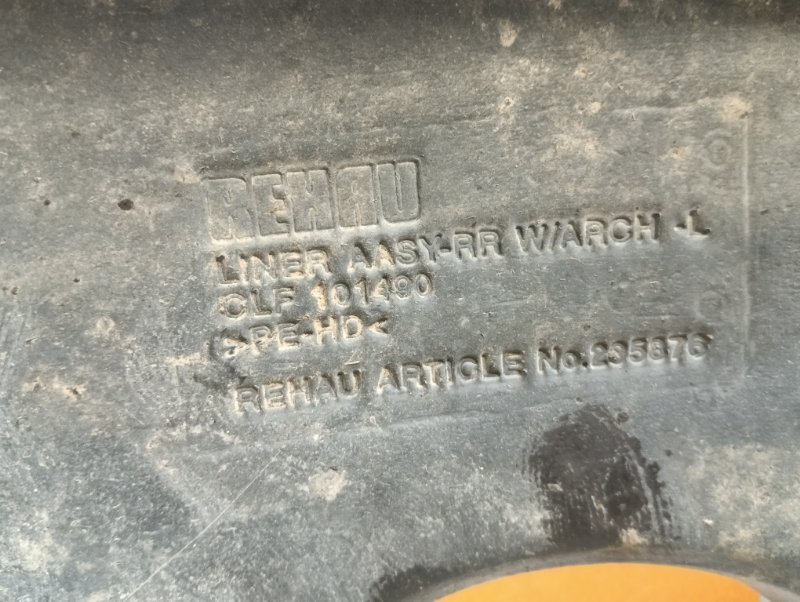 REHAU
LINER AASY-RR W/ARCH -L
CLF 101490
>PE-HD<
REHAU ARTICLE No.235876